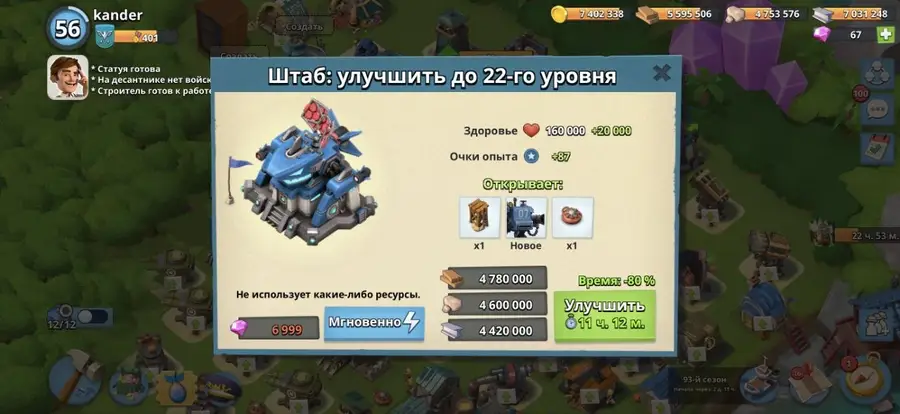 kander
56
401
7 402 338
5 595 506
4 753 576
7 031 248
67
Создать
* Статуя готова
* На десантнике нет войск
* Строитель готов к работе
Штаб: улучшить до 22-го уровня
100
Здоровье 160 000 +20 000
Очки опыта +87
Открывает:
07
x1
Новое
x1
22 ч. 53 м.
4 780 000
4 600 000
4 420 000
Время: -80 %
Улучшить
11 ч. 12 м.
Не использует какие-либо ресурсы.
6 999
Мгновенно
12/12
93-й сезон